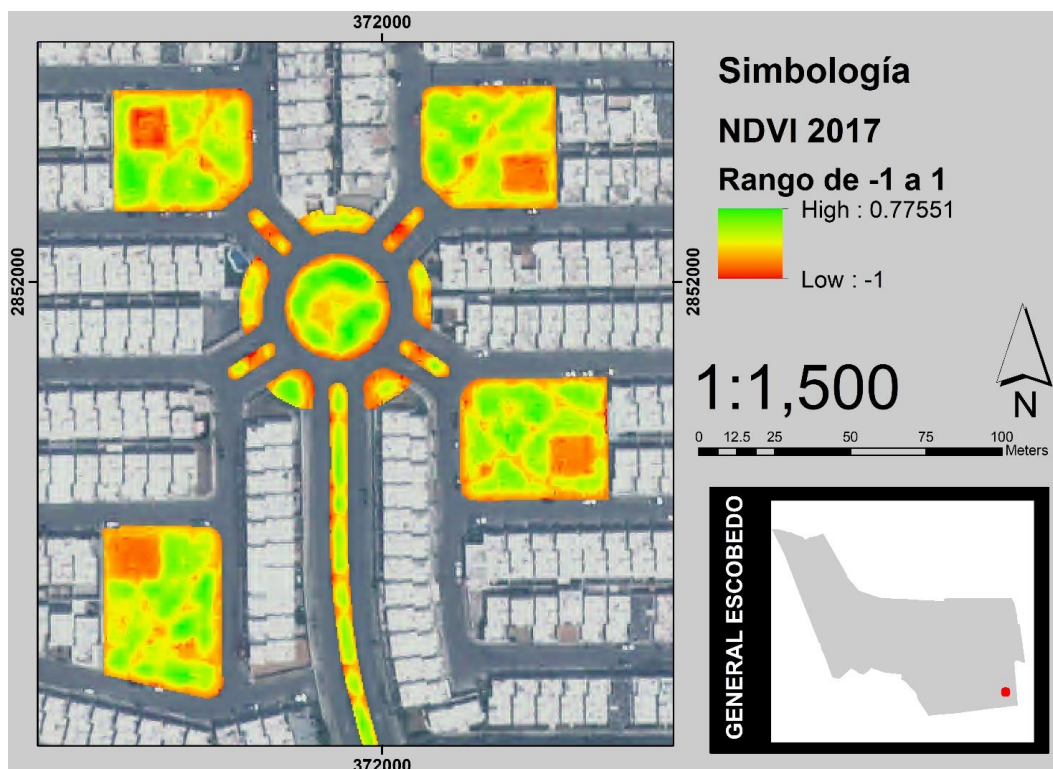 372000
2852000
2852000
372000
Simbología
NDVI 2017
Rango de -1 a 1
High : 0.77551
Low : -1
1:1,500
N
0 12.5 25 50 75 100
Meters
GENERAL ESCOBEDO